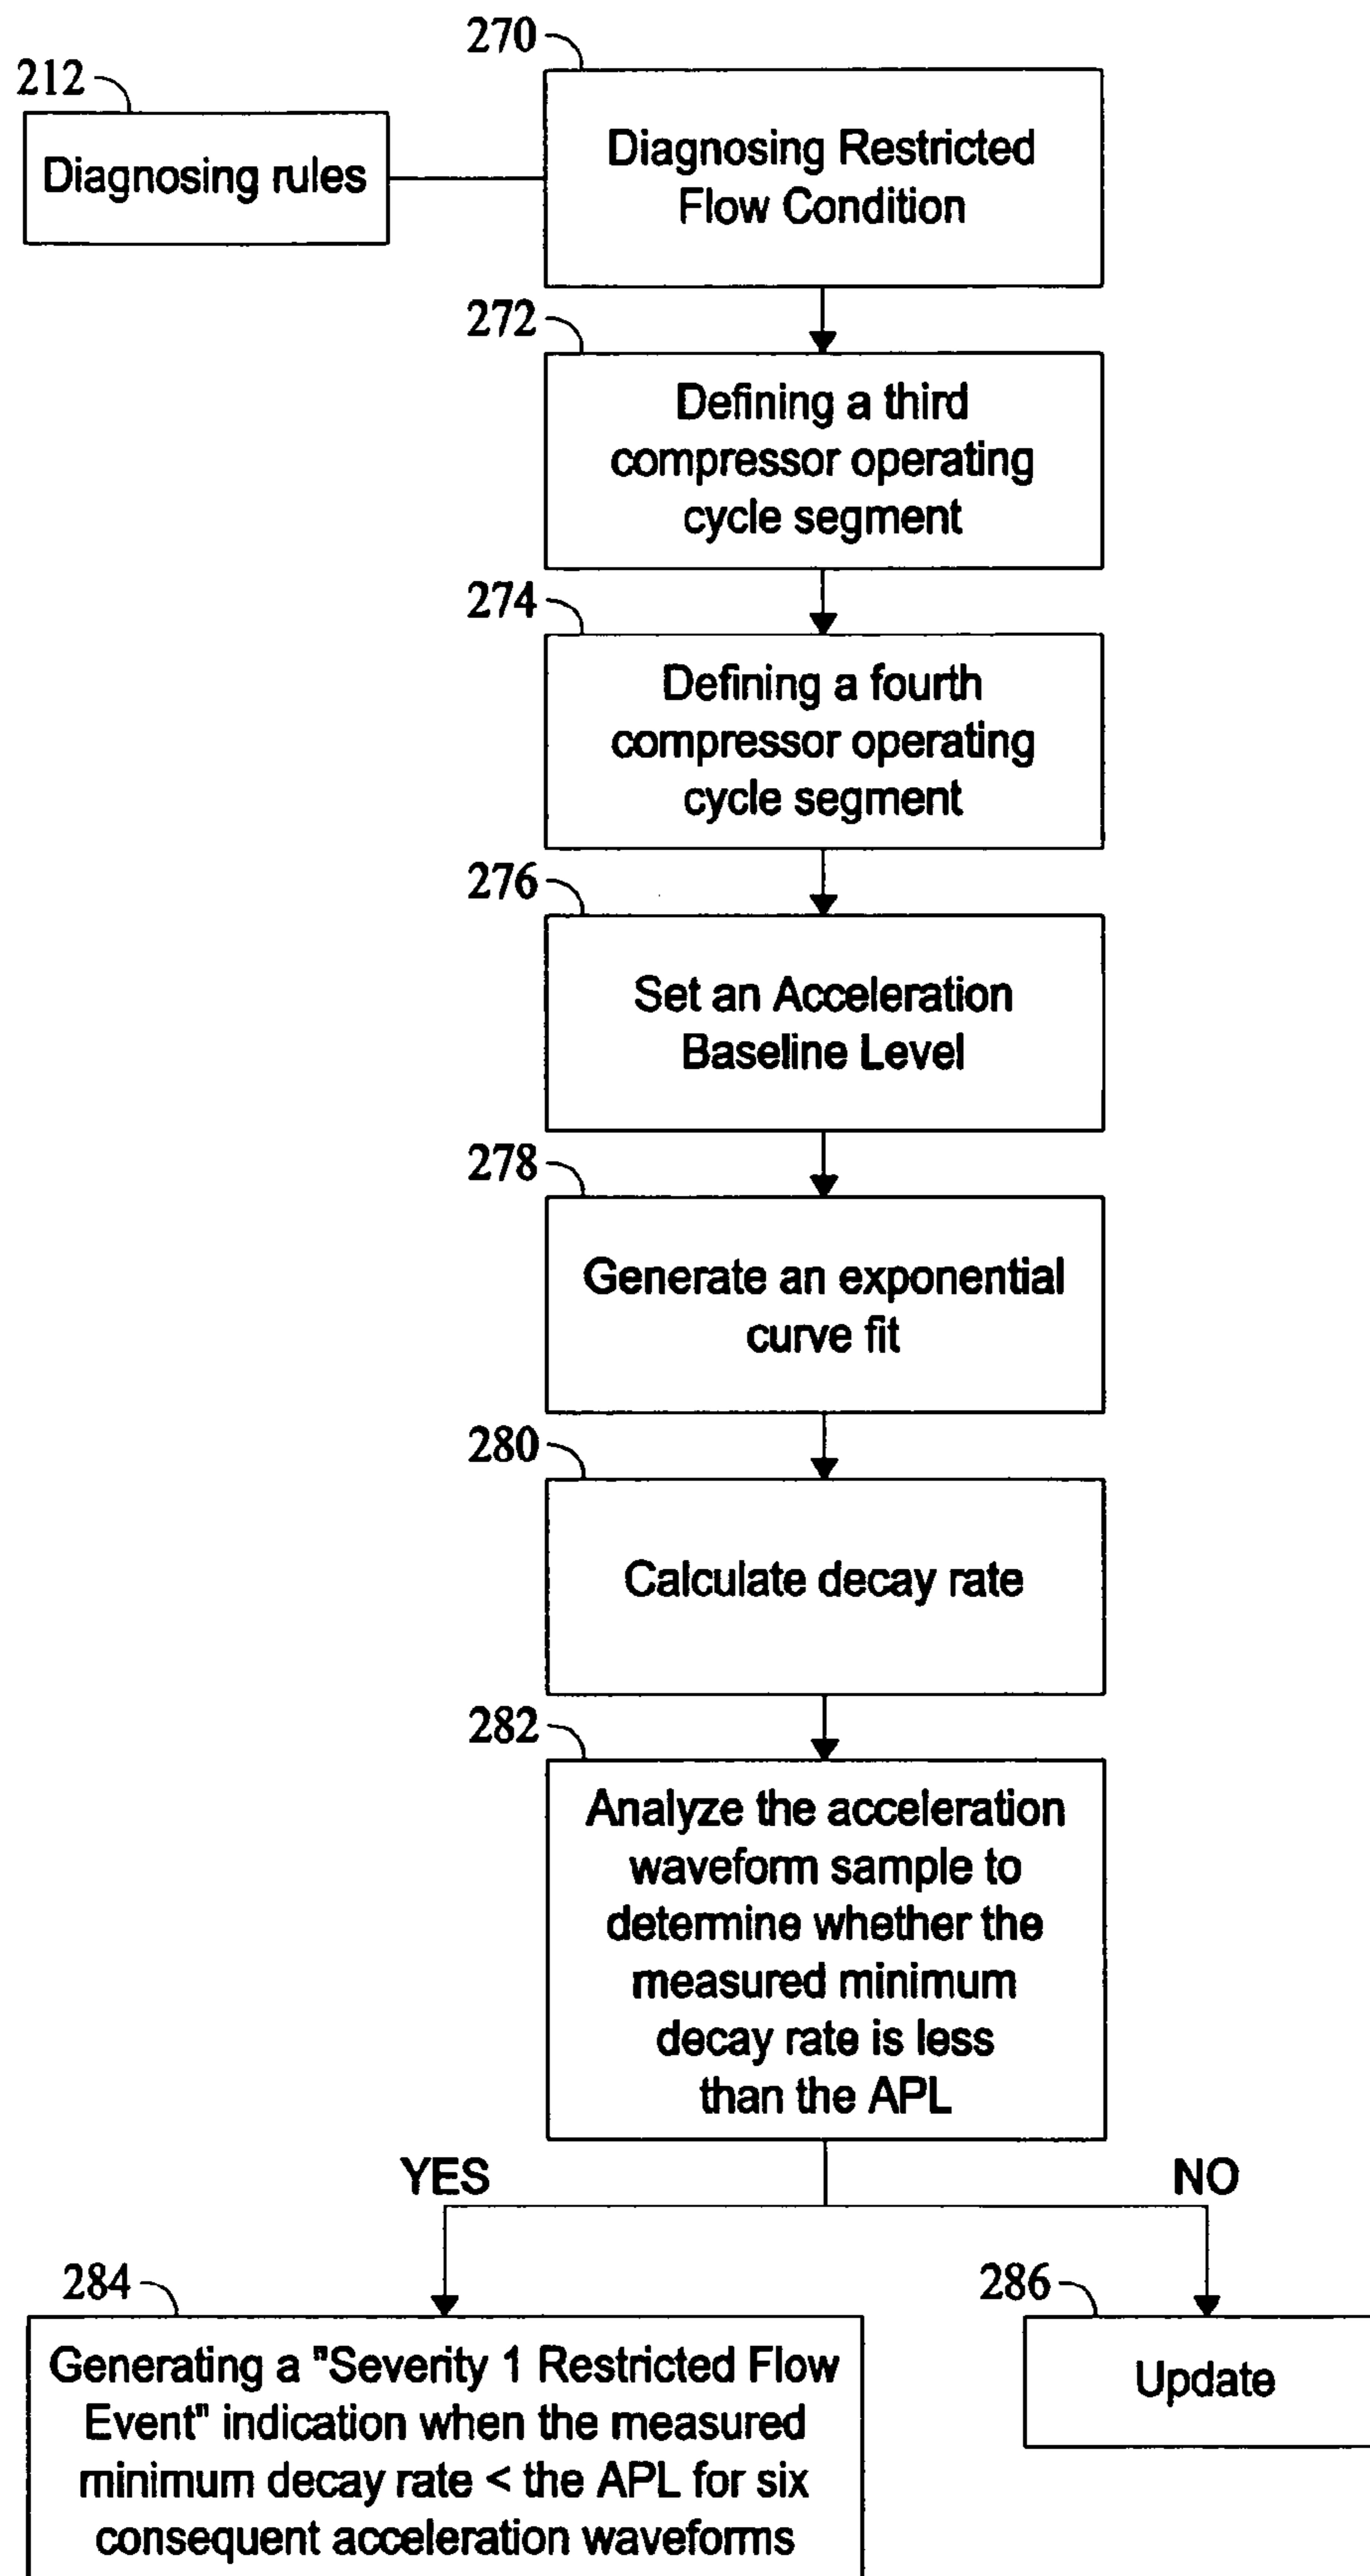 270
212
Diagnosing rules
Diagnosing Restricted
Flow Condition
272
Defining a third
compressor operating
cycle segment
274
Defining a fourth
compressor operating
cycle segment
276
Set an Acceleration
Baseline Level
278
Generate an exponential
curve fit
280
Calculate decay rate
282
Analyze the acceleration
waveform sample to
determine whether the
measured minimum
decay rate is less
than the APL
YES
NO
284
Generating a "Severity 1 Restricted Flow
Event" indication when the measured
minimum decay rate < the APL for six
consequent acceleration waveforms
286
Update